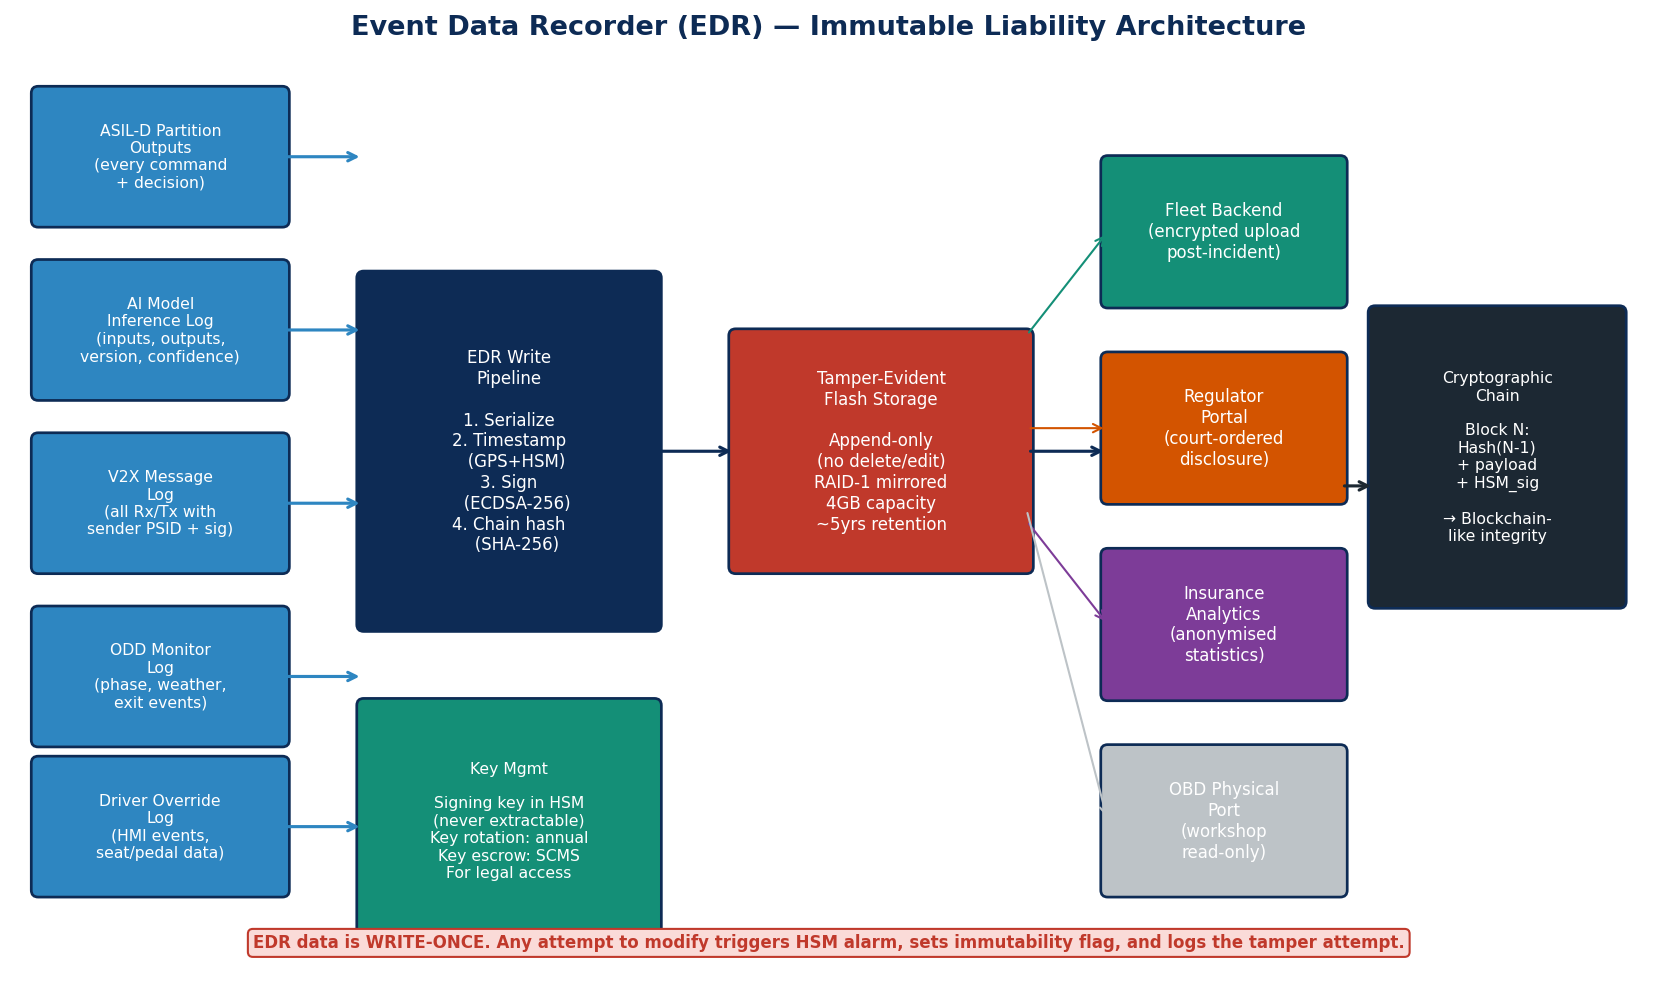 Event Data Recorder (EDR) — Immutable Liability Architecture
ASIL-D Partition
Outputs
(every command
+ decision)
AI Model
Inference Log
(inputs, outputs,
version, confidence)
V2X Message
Log
(all Rx/Tx with
sender PSID + sig)
ODD Monitor
Log
(phase, weather,
exit events)
Driver Override
Log
(HMI events,
seat/pedal data)
EDR Write
Pipeline
1. Serialize
2. Timestamp
(GPS+HSM)
3. Sign
(ECDSA-256)
4. Chain hash
(SHA-256)
Key Mgmt
Signing key in HSM
(never extractable)
Key rotation: annual
Key escrow: SCMS
For legal access
Tamper-Evident
Flash Storage
Append-only
(no delete/edit)
RAID-1 mirrored
4GB capacity
~5yrs retention
Fleet Backend
(encrypted upload
post-incident)
Regulator
Portal
(court-ordered
disclosure)
Insurance
Analytics
(anonymised
statistics)
OBD Physical
Port
(workshop
read-only)
Cryptographic
Chain
Block N:
Hash(N-1)
+ payload
+ HSM_sig
→ Blockchain-
like integrity
EDR data is WRITE-ONCE. Any attempt to modify triggers HSM alarm, sets immutability flag, and logs the tamper attempt.